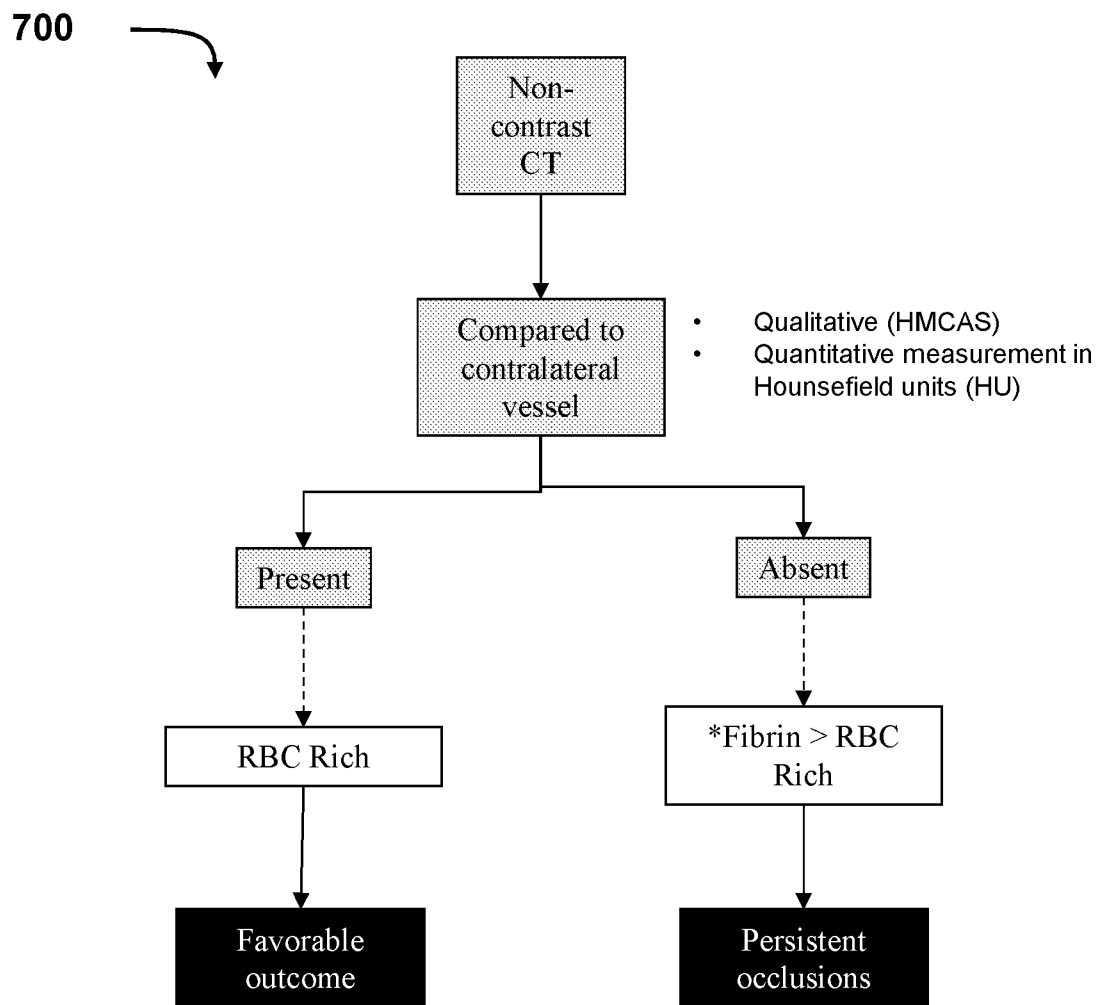 700
Non-
contrast
CT
Compared to
contralateral
vessel
• Qualitative (HMCAS)
• Quantitative measurement in
Hounsefield units (HU)
Present
Absent
RBC Rich
*Fibrin > RBC
Rich
Favorable
outcome
Persistent
occlusions